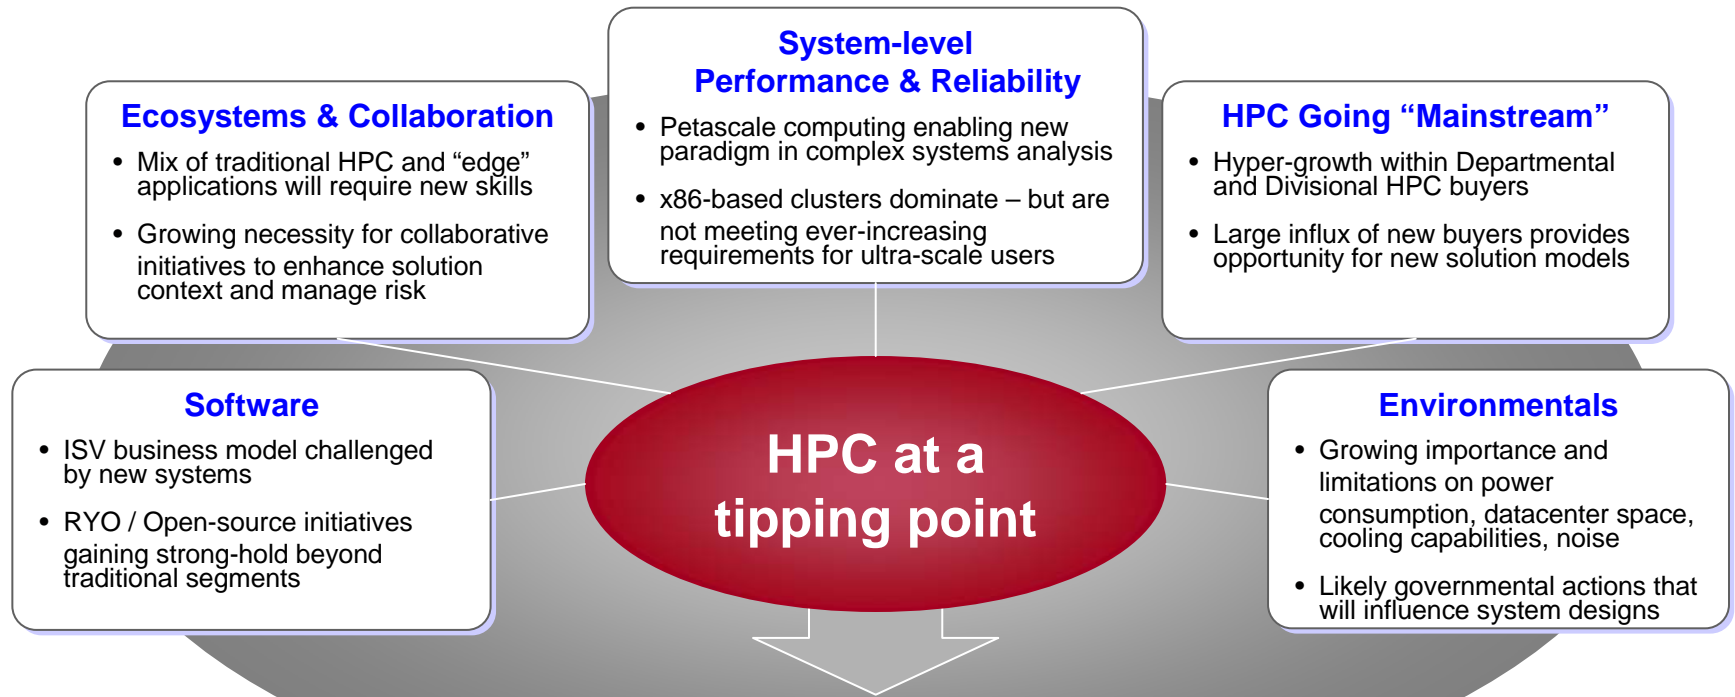 Ecosystems & Collaboration
• Mix of traditional HPC and “edge”
applications will require new skills
• Growing necessity for collaborative
initiatives to enhance solution
context and manage risk
System-level
Performance & Reliability
• Petascale computing enabling new
paradigm in complex systems analysis
• x86-based clusters dominate – but are
not meeting ever-increasing
requirements for ultra-scale users
HPC Going “Mainstream”
• Hyper-growth within Departmental
and Divisional HPC buyers
• Large influx of new buyers provides
opportunity for new solution models
Software
• ISV business model challenged
by new systems
• RYO / Open-source initiatives
gaining strong-hold beyond
traditional segments
HPC at a
tipping point
Environmentals
• Growing importance and
limitations on power
consumption, datacenter space,
cooling capabilities, noise
• Likely governmental actions that
will influence system designs